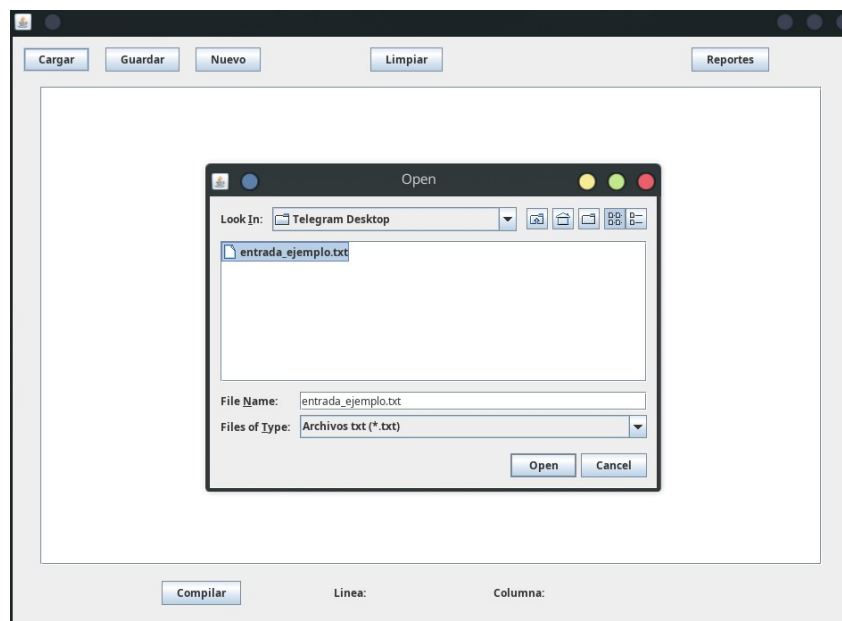 Cargar Guardar Nuevo Limpiar Reportes
Open
Look In: Telegram Desktop
entrada_ejemplo.txt
File Name: entrada_ejemplo.txt
Files of Type: Archivos txt (*.txt)
Open Cancel
Compilar Linea: Columna: